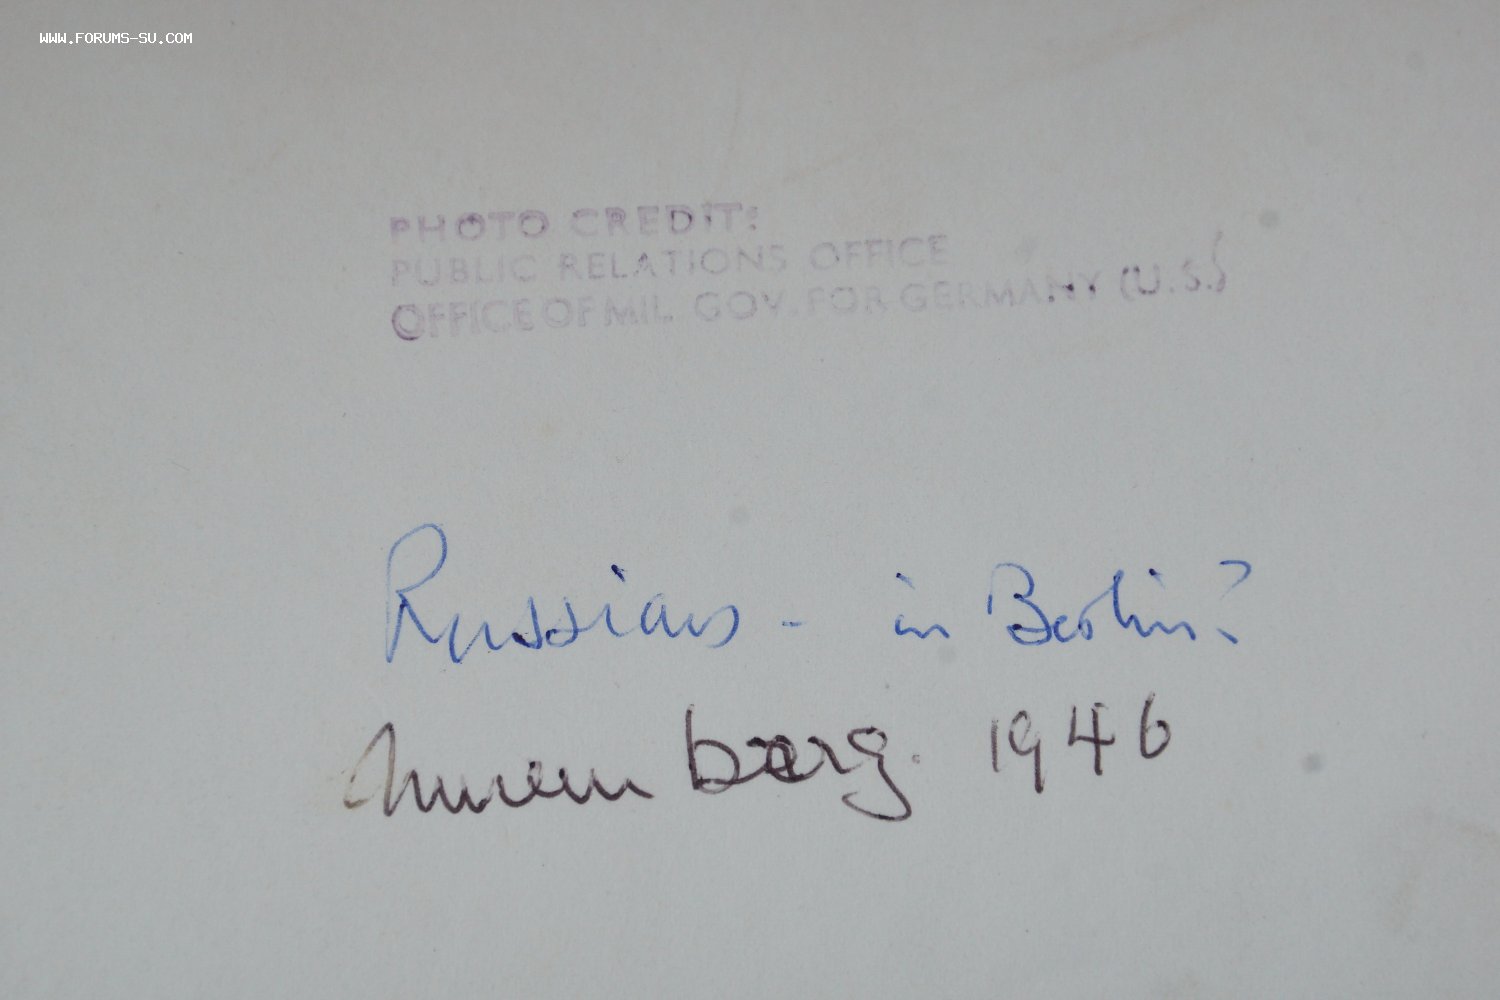 WWW.FORUMS-SU.COM
PHOTO CREDIT:
PUBLIC RELATIONS OFFICE
OFFICE OF MIL. GOV. FOR GERMANY (U.S.)
Russians - in Berlin?
Nuremberg. 1946